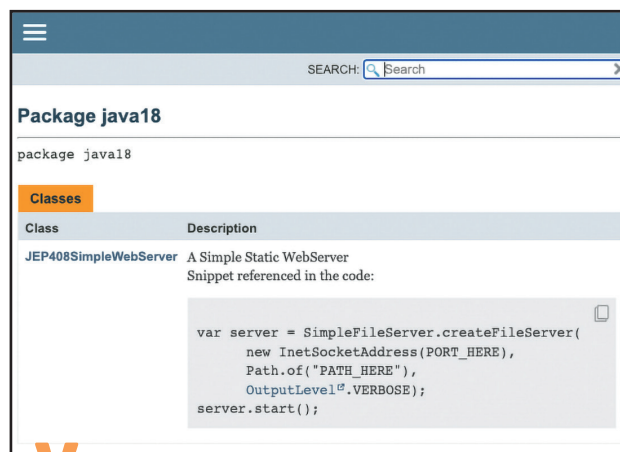 SEARCH: Search
Package java18
package java18
Classes
Class Description
JEP408SimpleWebServer A Simple Static WebServer
Snippet referenced in the code:
var server = SimpleFileServer.createFileServer(
new InetSocketAddress(PORT_HERE),
Path.of("PATH_HERE"),
OutputLevel.VERBOSE);
server.start();